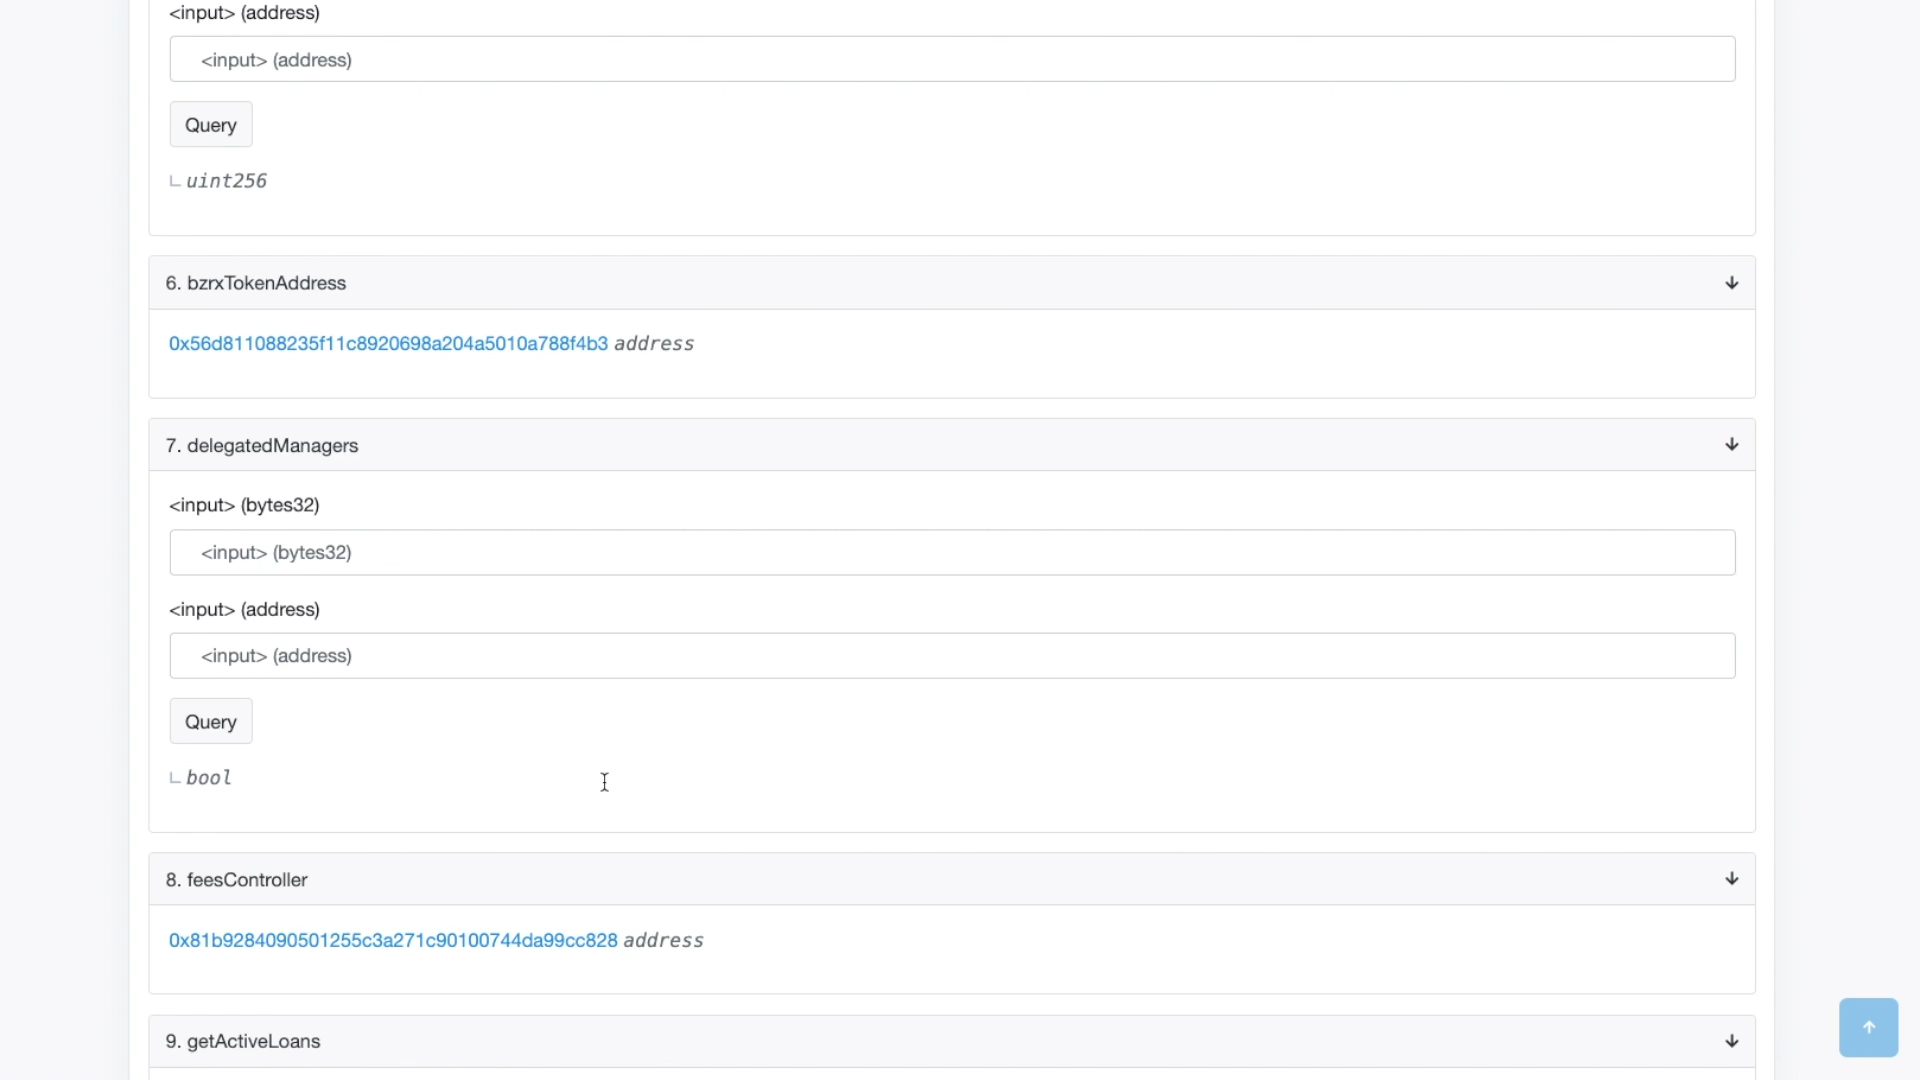 <input> (address)
<input> (address)
Query
uint256
6. bzrxTokenAddress
0x56d811088235f11c8920698a204a5010a788f4b3 address
7. delegatedManagers
<input> (bytes32)
<input> (bytes32)
<input> (address)
<input> (address)
Query
bool
8. feesController
0x81b9284090501255c3a271c90100744da99cc828 address
9. getActiveLoans